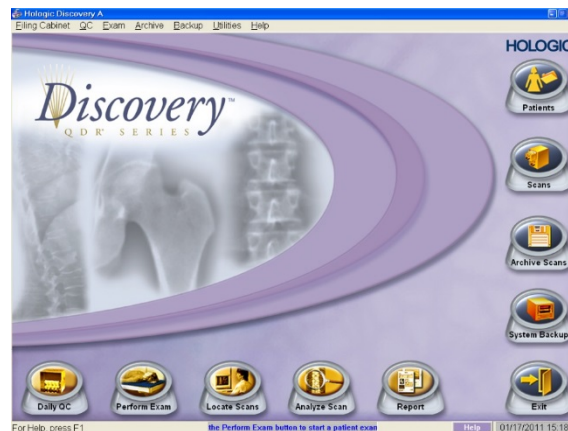 Hologic Discovery A
Filing Cabinet QC Exam Archive Backup Utilities Help
HOLOGIC
Discovery™
QDR® SERIES
Patients
Scans
Archive Scans
System Backup
Daily QC Perform Exam Locate Scans Analyze Scan Report Exit
For Help, press F1 the Perform Exam button to start a patient exan Help 01/17/2011 15:18